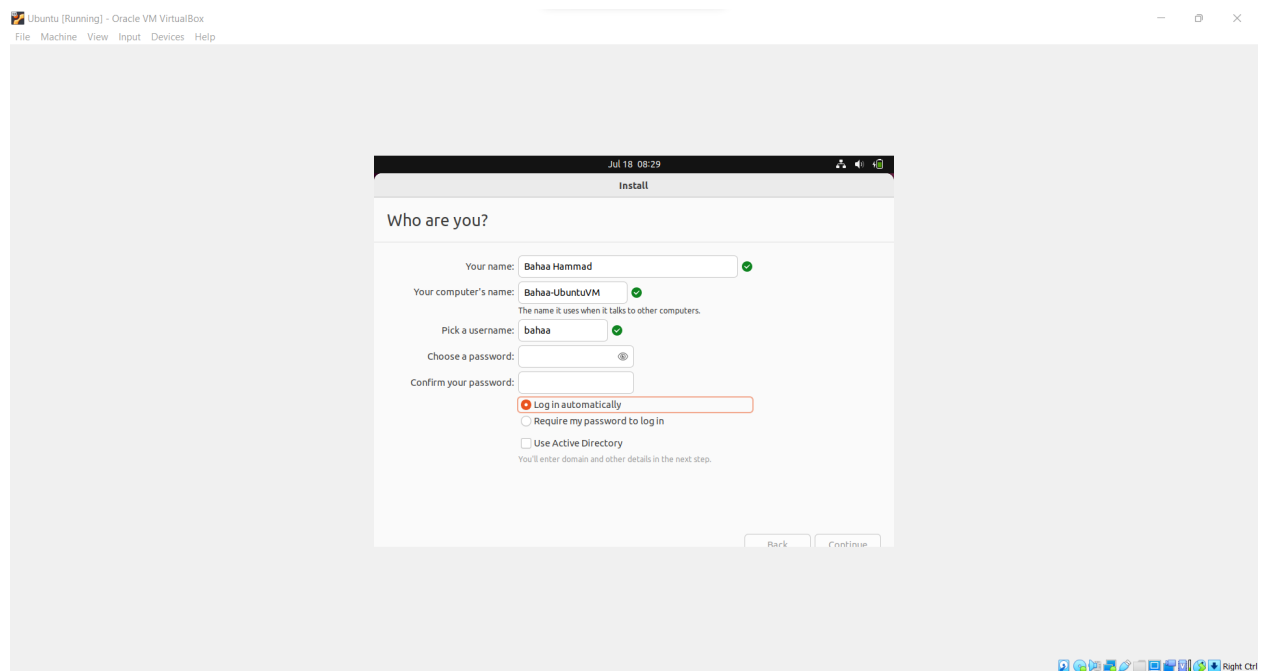 Ubuntu [Running] - Oracle VM VirtualBox
File Machine View Input Devices Help
Jul 18 08:29
Install
Who are you?
Your name: Bahaa Hammad
Your computer's name: Bahaa-UbuntuVM
The name it uses when it talks to other computers.
Pick a username: bahaa
Choose a password:
Confirm your password:
Log in automatically
Require my password to log in
Use Active Directory
You'll enter domain and other details in the next step.
Back Continue
Right Ctrl